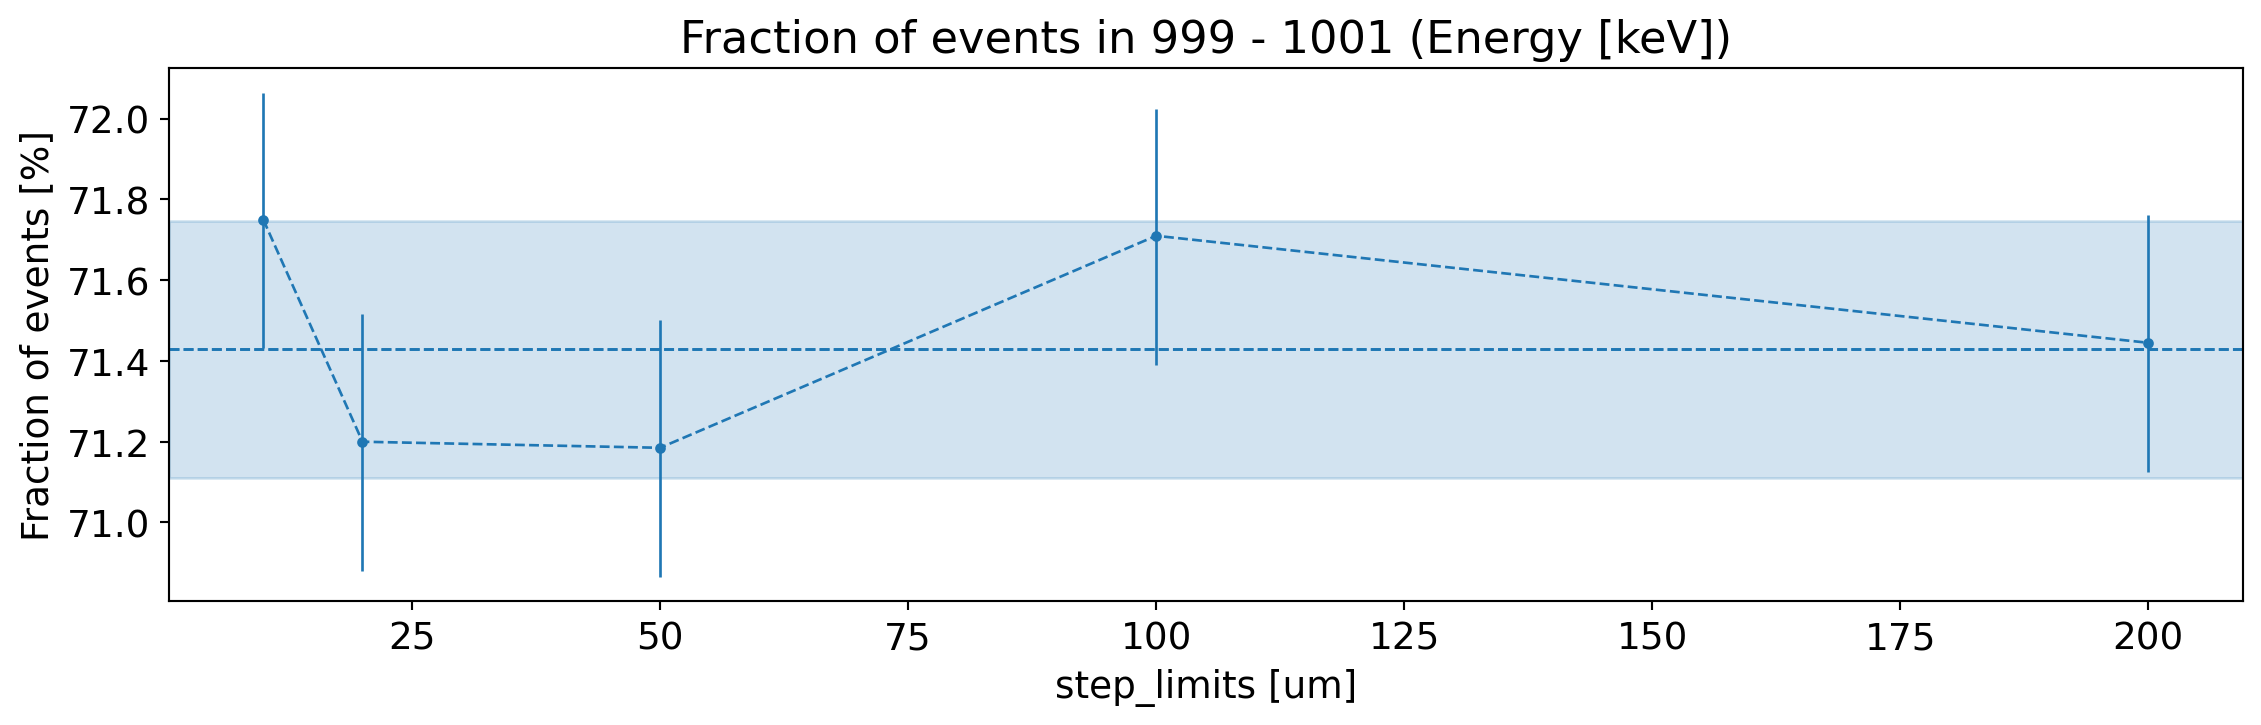 Fraction of events in 999 - 1001 (Energy [keV])
Fraction of events [%]
72.0
71.8
71.6
71.4
71.2
71.0
25 50 75 100 125 150 175 200
step_limits [um]